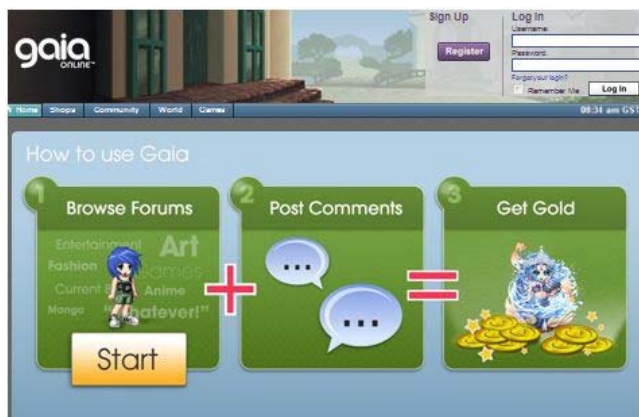 gaia
ONLINE™
Sign Up
Register
Log In
Username:
Password:
Forgot your login?
Remember Me
Log In
Home Shops Community World Games
08:34 am GST
How to use Gaia
1
Browse Forums
Entertainment Art
Fashion Games
Current Anime
Manga
Start
2
Post Comments
...
...
3
Get Gold
+
=